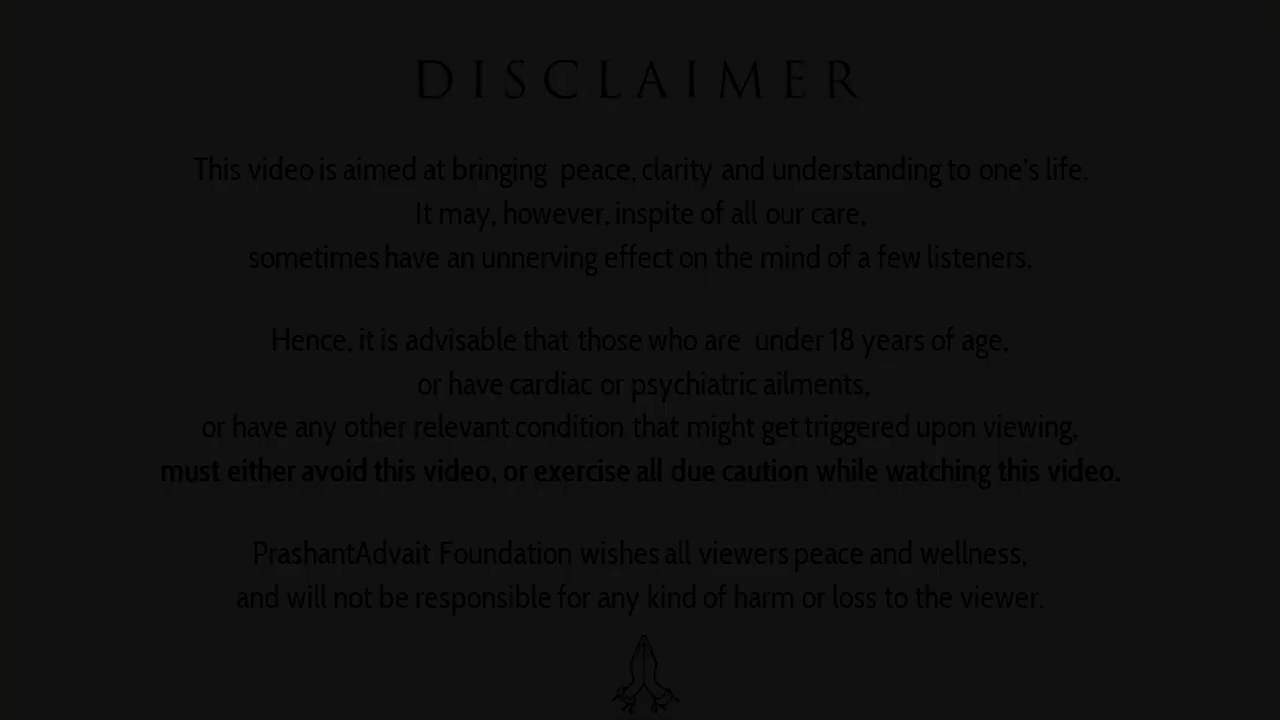 DISCLAIMER
This video is aimed at bringing peace, clarity and understanding to one's life.
It may, however, inspite of all our care,
sometimes have an unnerving effect on the mind of a few listeners.
Hence, it is advisable that those who are under 18 years of age,
or have cardiac or psychiatric ailments,
or have any other relevant condition that might get triggered upon viewing,
must either avoid this video, or exercise all due caution while watching this video.
PrashantAdvait Foundation wishes all viewers peace and wellness,
and will not be responsible for any kind of harm or loss to the viewer.